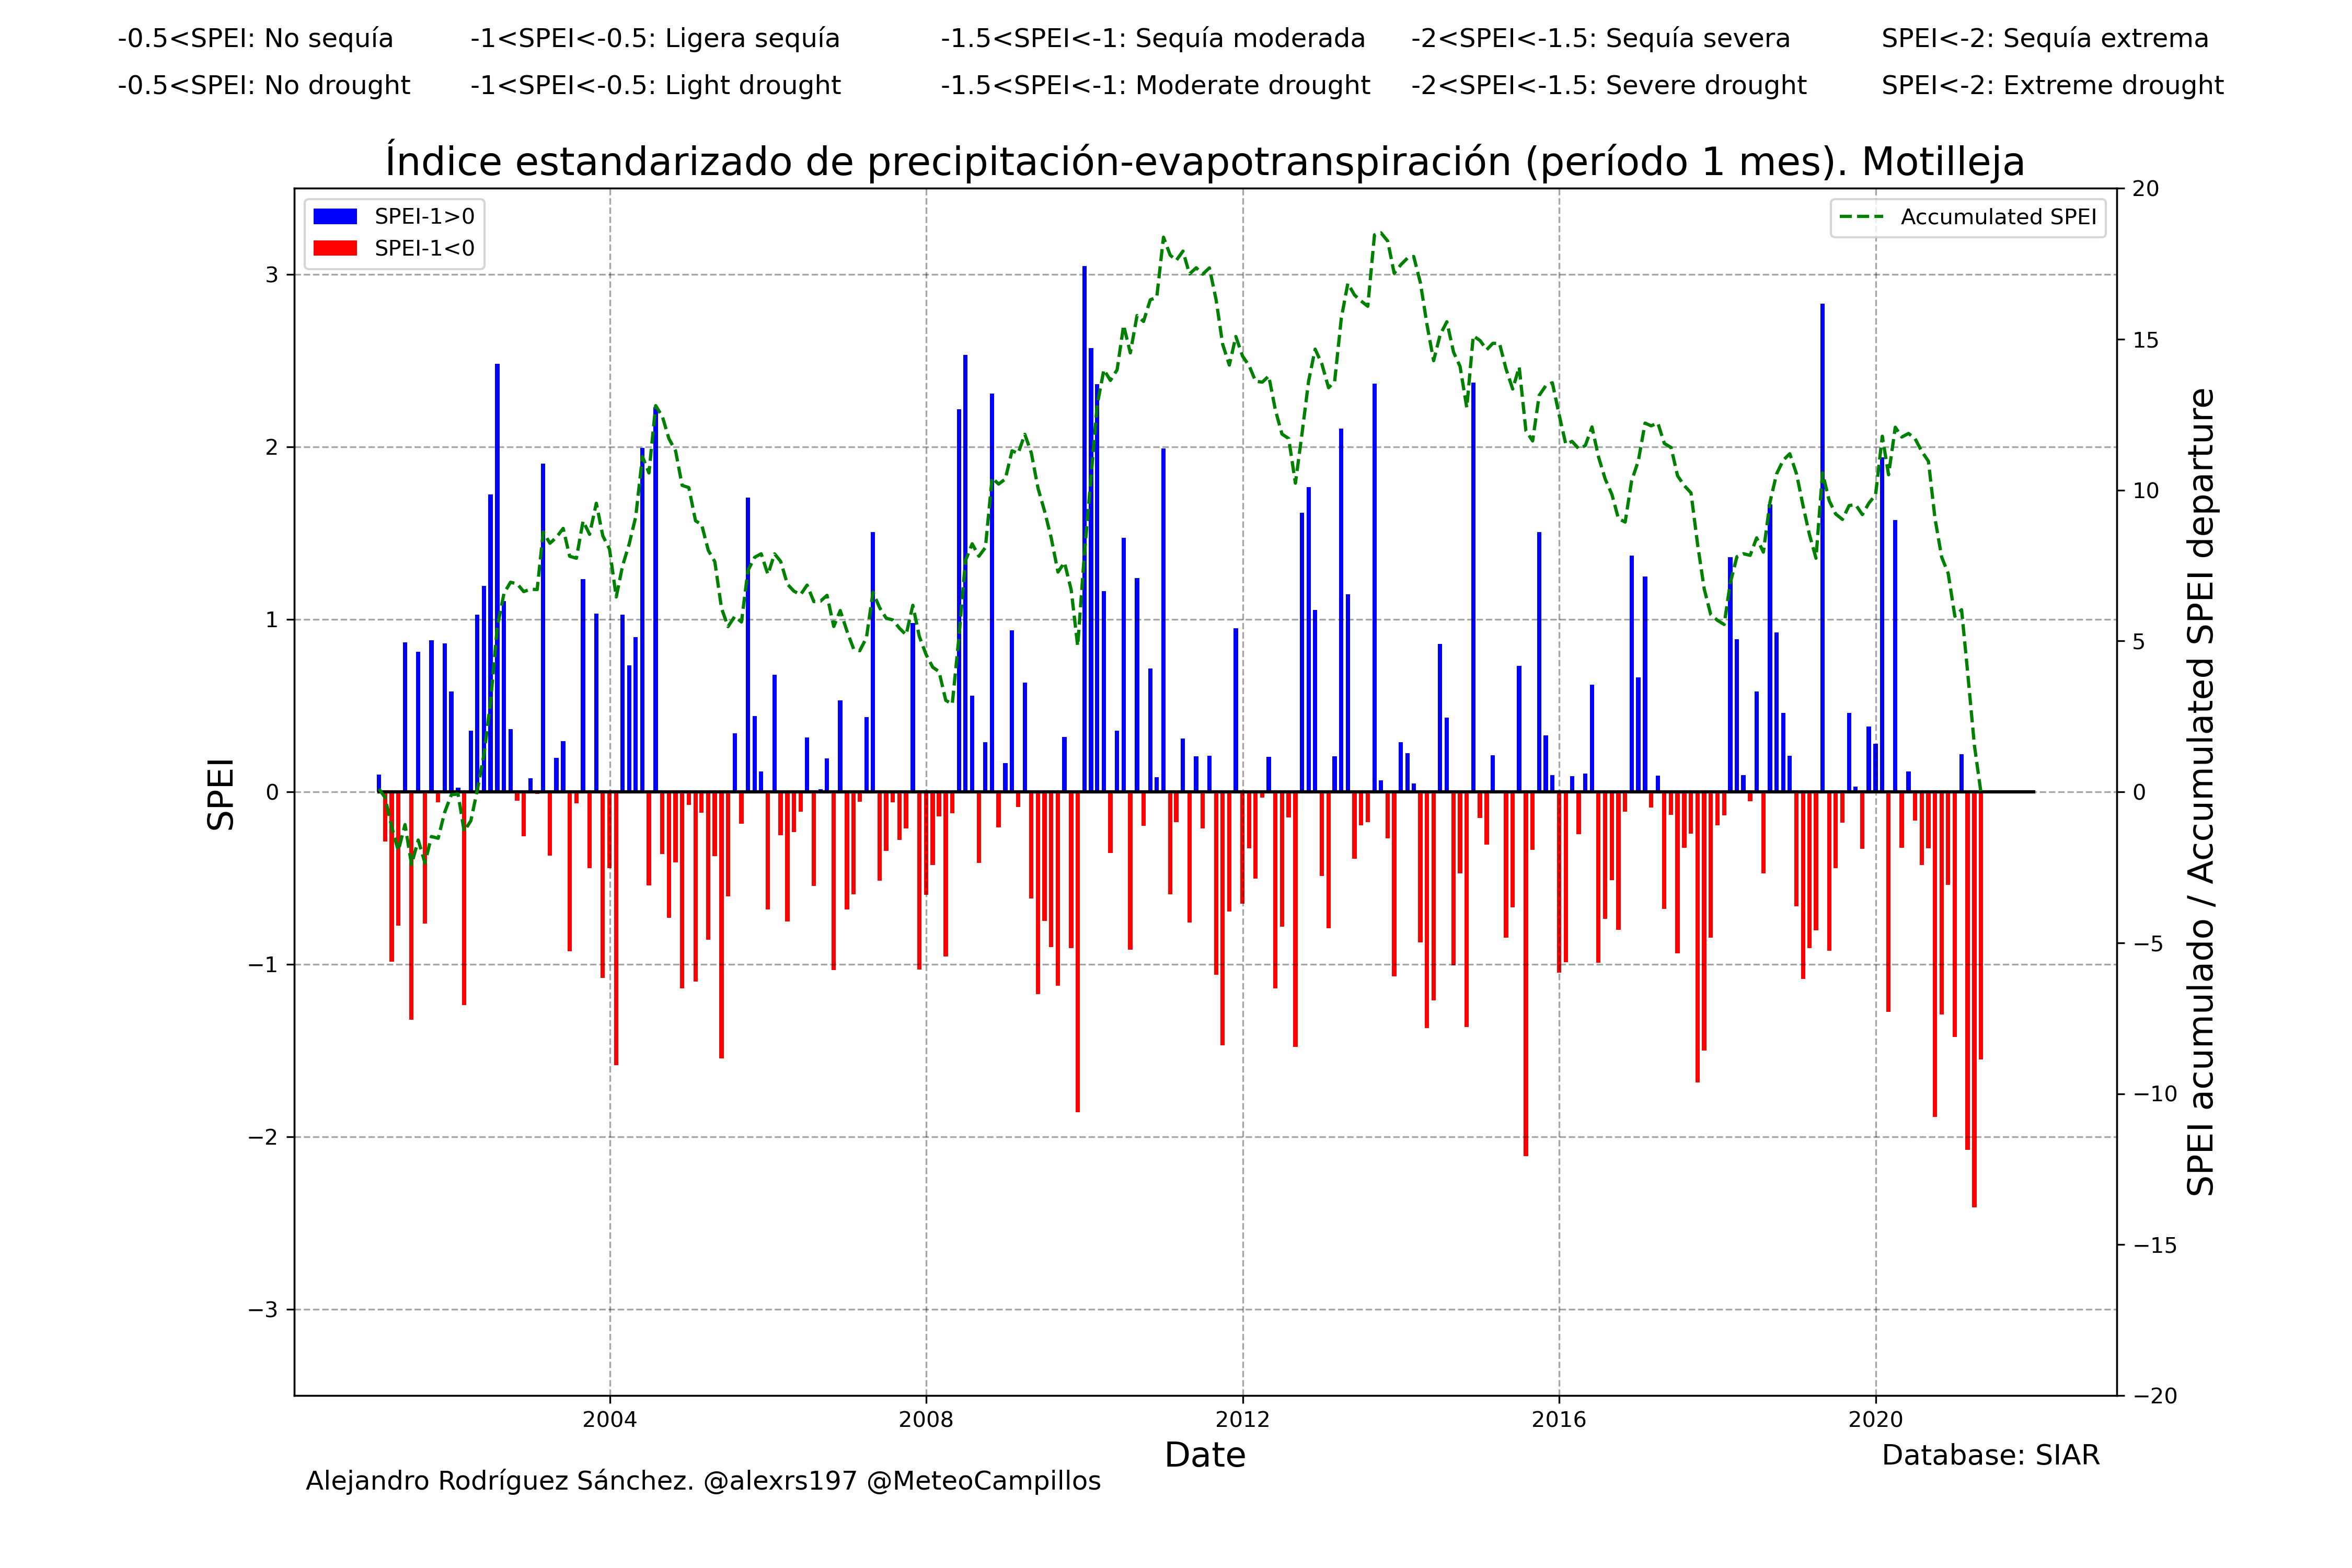 -0.5<SPEI: No sequía -1<SPEI<-0.5: Ligera sequía -1.5<SPEI<-1: Sequía moderada -2<SPEI<-1.5: Sequía severa SPEI<-2: Sequía extrema
-0.5<SPEI: No drought -1<SPEI<-0.5: Light drought -1.5<SPEI<-1: Moderate drought -2<SPEI<-1.5: Severe drought SPEI<-2: Extreme drought
Índice estandarizado de precipitación-evapotranspiración (período 1 mes). Motilleja
SPEI-1>0
SPEI-1<0
Accumulated SPEI
SPEI
3
2
1
0
−1
−2
−3
20
15
10
5
0
−5
−10
−15
−20
SPEI acumulado / Accumulated SPEI departure
2004 2008 2012 2016 2020
Date
Database: SIAR
Alejandro Rodríguez Sánchez. @alexrs197 @MeteoCampillos